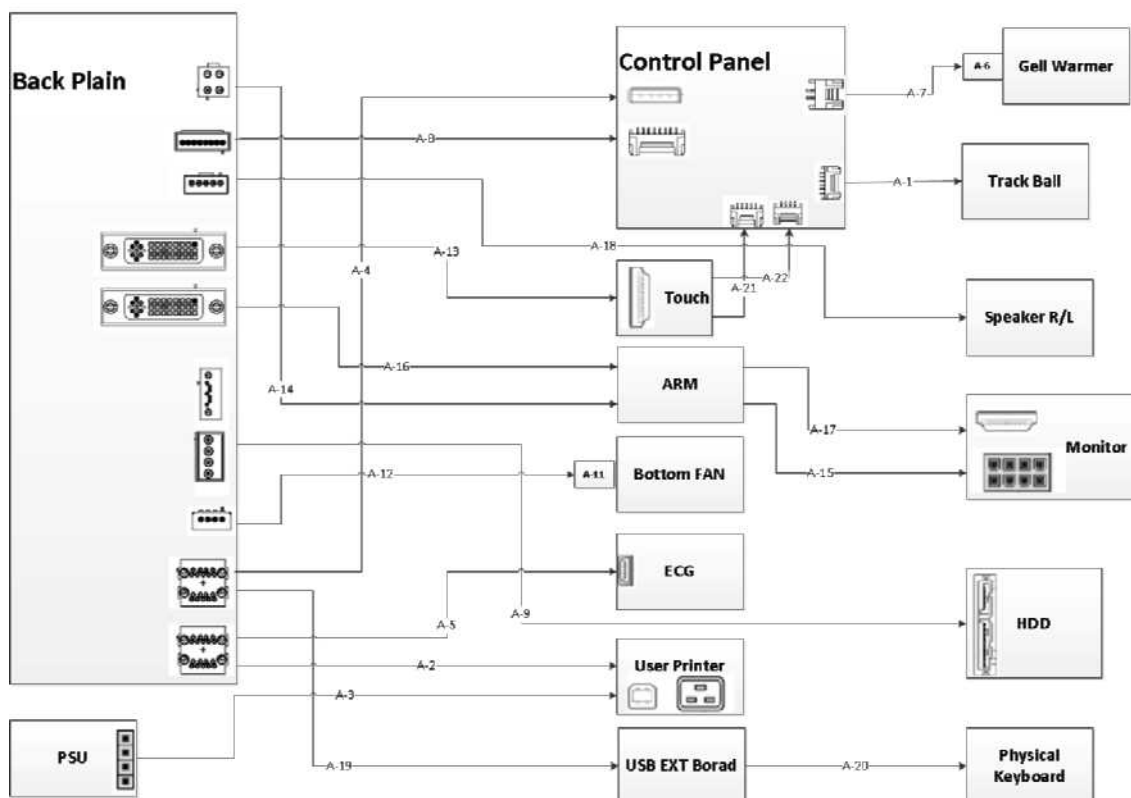 Back Plain
Control Panel
A-6
Gell Warmer
A-7
A-8
A-1
Track Ball
A-13
A-4
A-18
A-22
A-21
Touch
Speaker R/L
A-16
ARM
A-14
A-17
Monitor
A-15
A-12
A-11
Bottom FAN
ECG
A-9
HDD
A-5
A-2
User Printer
A-3
PSU
A-19
USB EXT Borad
A-20
Physical
Keyboard